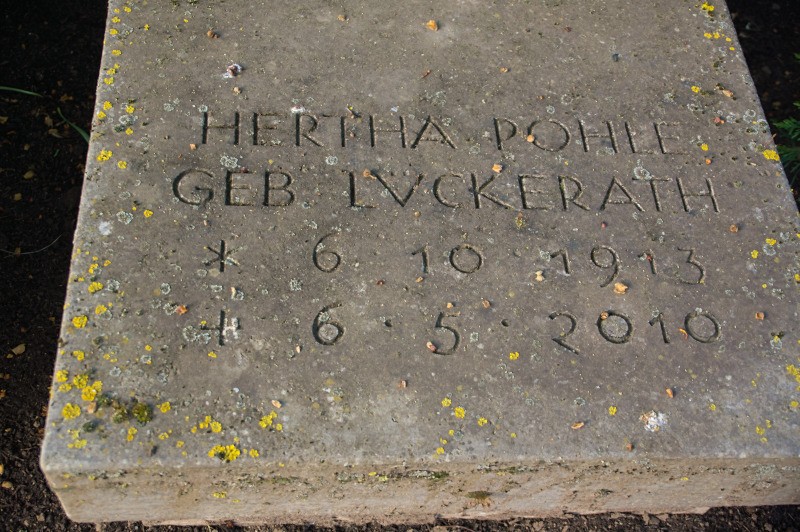 HERTHA POHLE
GEB LVCKERATH
* 6 10 1913
† 6 · 5 · 2010